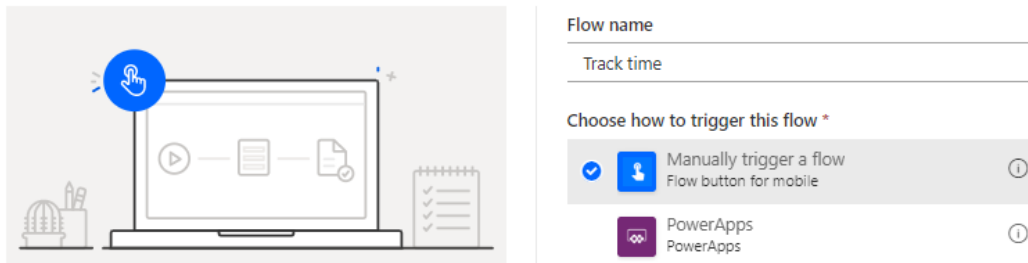 Flow name
Track time
Choose how to trigger this flow *
Manually trigger a flow
Flow button for mobile
PowerApps
PowerApps